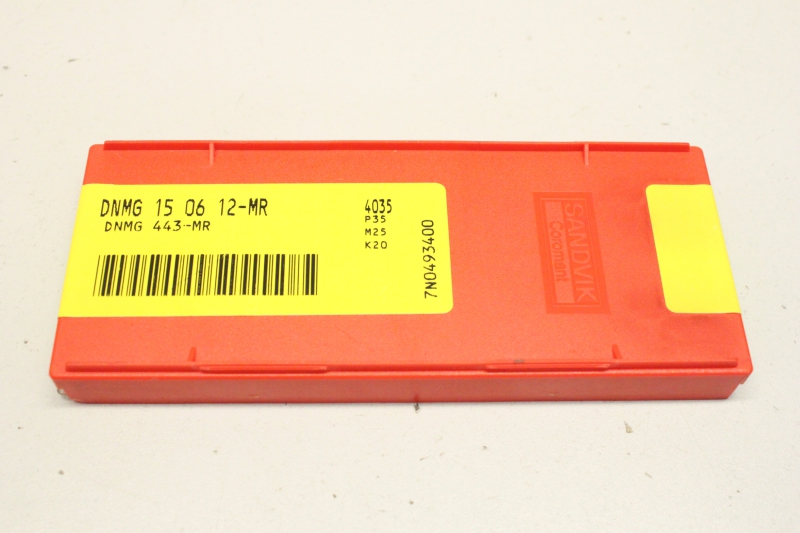 DNMG 15 06 12-MR
DNMG 443-MR
4035
P35
M25
K20
7N0493400
SANDVIK
Coromant